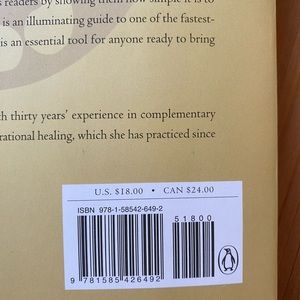 s readers by showing them how simple it is to
is an illuminating guide to one of the fastest-
is an essential tool for anyone ready to bring
th thirty years' experience in complementary
rational healing, which she has practiced since
U.S. $18.00 • CAN $24.00
ISBN 978-1-58542-649-2
51800
9 781585 426492